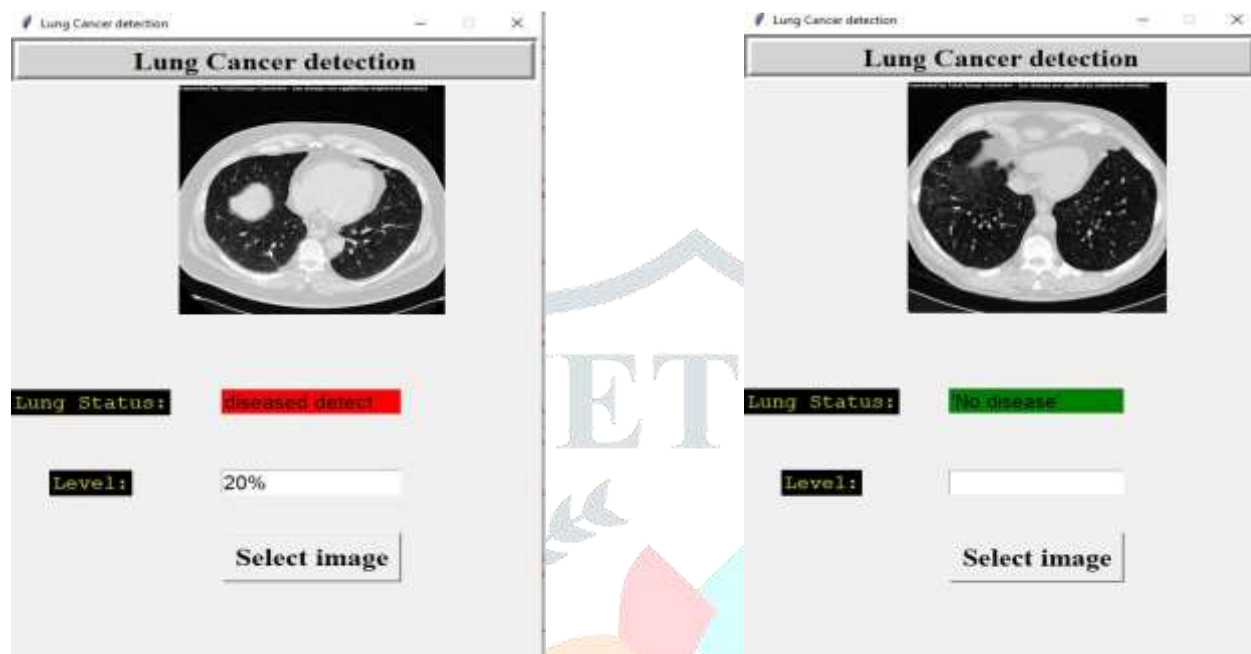 Lung Cancer detection
Lung Cancer detection
Lung Status:
diseased detect
Level:
20%
Select image
Lung Cancer detection
Lung Cancer detection
Lung Status:
'No disease'
Level:
Select image
ET